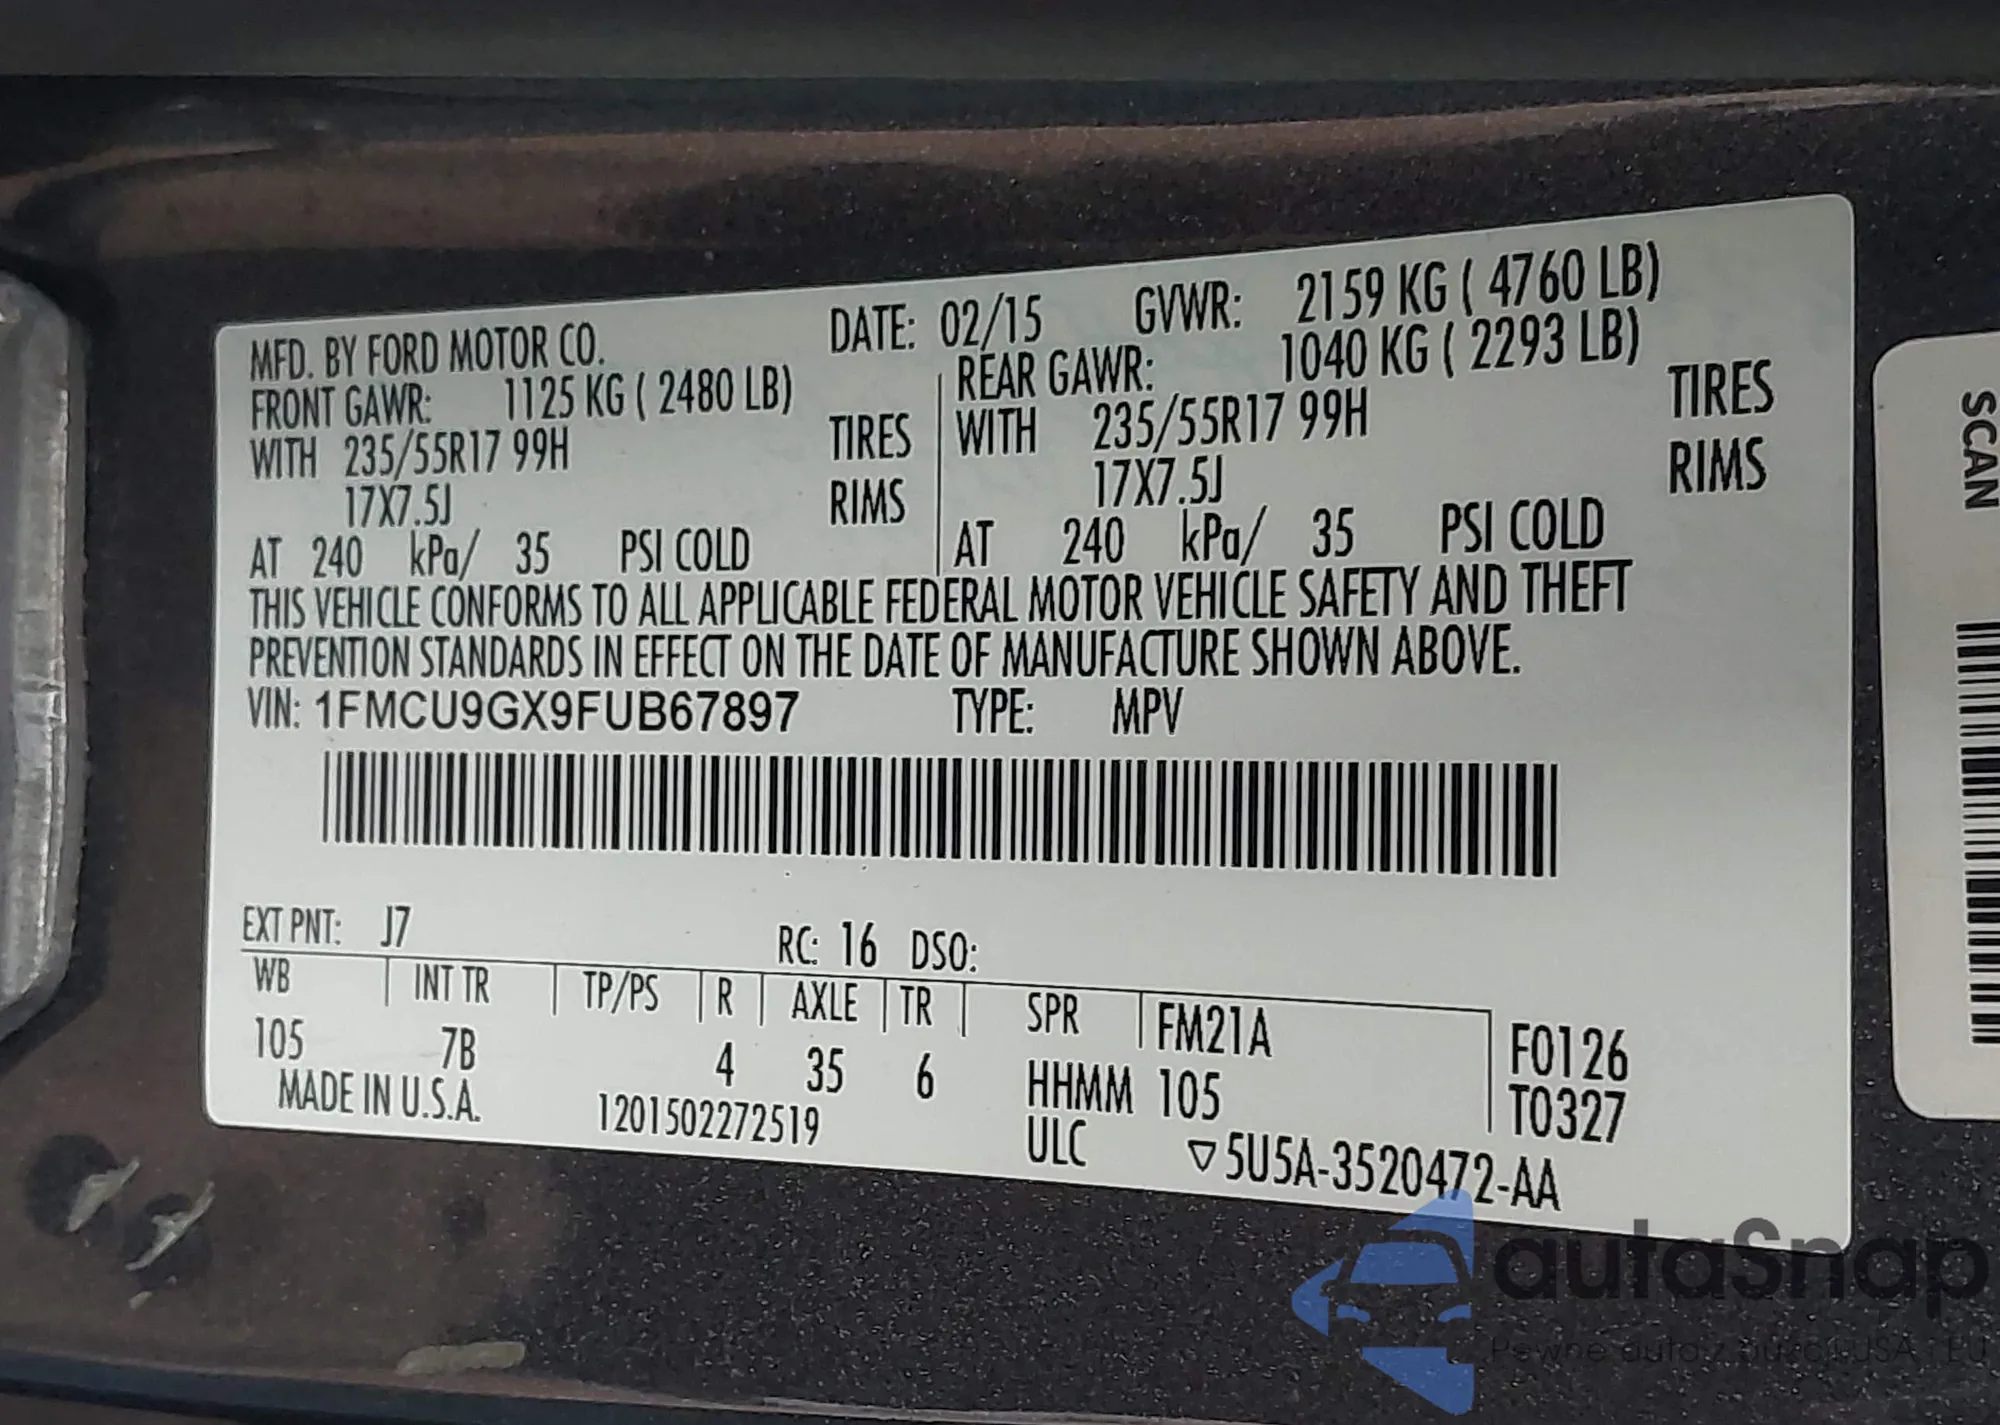 MFD. BY FORD MOTOR CO. DATE: 02/15 GVWR: 2159 KG ( 4760 LB)
FRONT GAWR: 1125 KG ( 2480 LB) REAR GAWR: 1040 KG ( 2293 LB)
WITH 235/55R17 99H TIRES WITH 235/55R17 99H TIRES
17X7.5J RIMS 17X7.5J RIMS
AT 240 kPa/ 35 PSI COLD AT 240 kPa/ 35 PSI COLD
THIS VEHICLE CONFORMS TO ALL APPLICABLE FEDERAL MOTOR VEHICLE SAFETY AND THEFT
PREVENTION STANDARDS IN EFFECT ON THE DATE OF MANUFACTURE SHOWN ABOVE.
VIN: 1FMCU9GX9FUB67897 TYPE: MPV
EXT PNT: J7 RC: 16 DSO:
WB INT TR TP/PS R AXLE TR SPR FM21A F0126
105 7B 4 35 6 HHMM 105 T0327
MADE IN U.S.A. 1201502272519 ULC ▽5U5A-3520472-AA
SCAN
autaSnap
Pewne auta z aukcji USA i EU